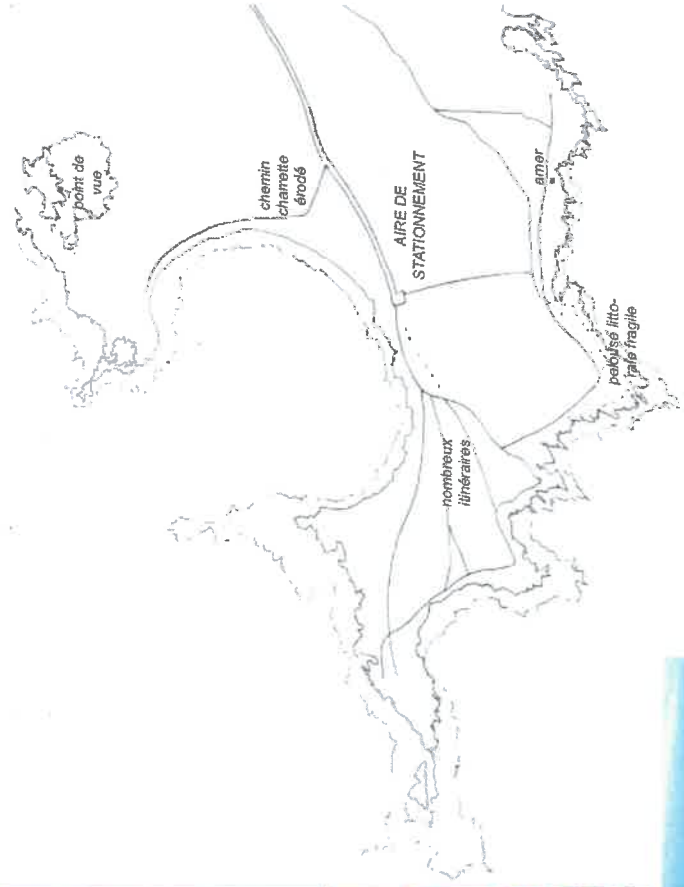 point de
vue
chemin
charrette
érodé
AIRE DE
STATIONNEMENT
amer
pelouse litto-
rale fragile
nombreux
itinéraires